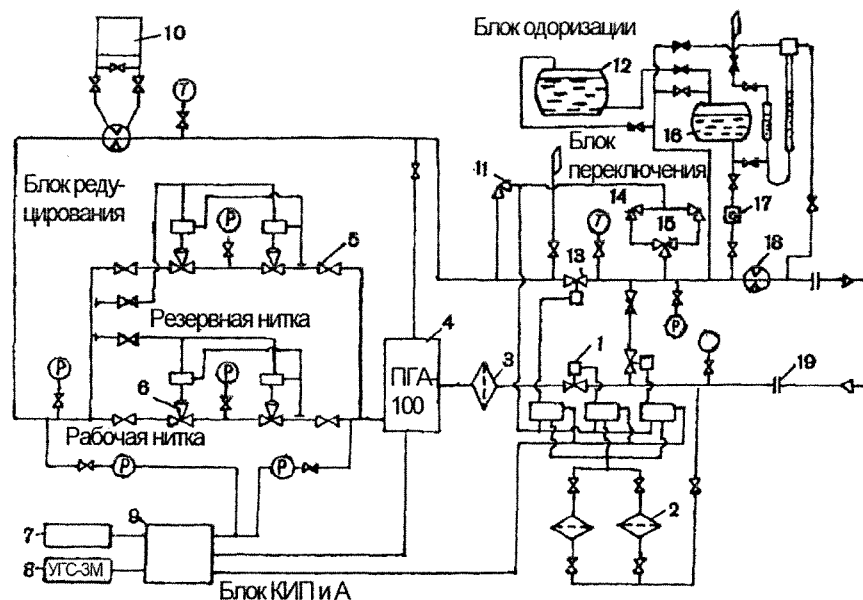 10
Блок одоризации
12
T
16
Блок
переключения
Блок реду-
цирования
11
14
T
15
17
P
5
13
18
Резервная нитка
4
P
1
3
ПГА
100
19
P
6
P
Рабочая нитка
P
P
2
9
7
8
УГС-3М
Блок КИП и А